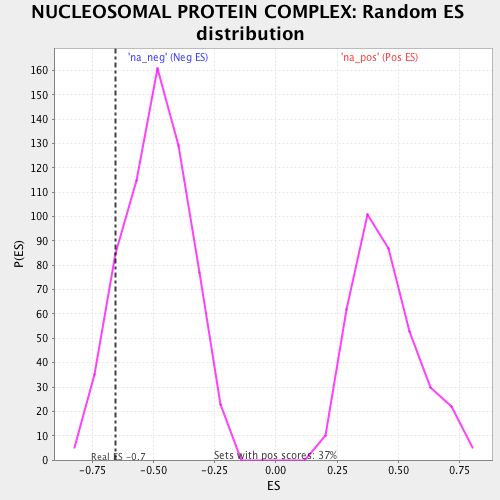 NUCLEOSOMAL PROTEIN COMPLEX: Random ES
distribution
'na_neg' (Neg ES)
'na_pos' (Pos ES)
160
150
140
130
120
110
100
90
80
70
60
50
40
30
20
10
0
P(ES)
Real ES -0.7
Sets with pos scores: 37%
-0.75 -0.50 -0.25 0.00 0.25 0.50 0.75
ES